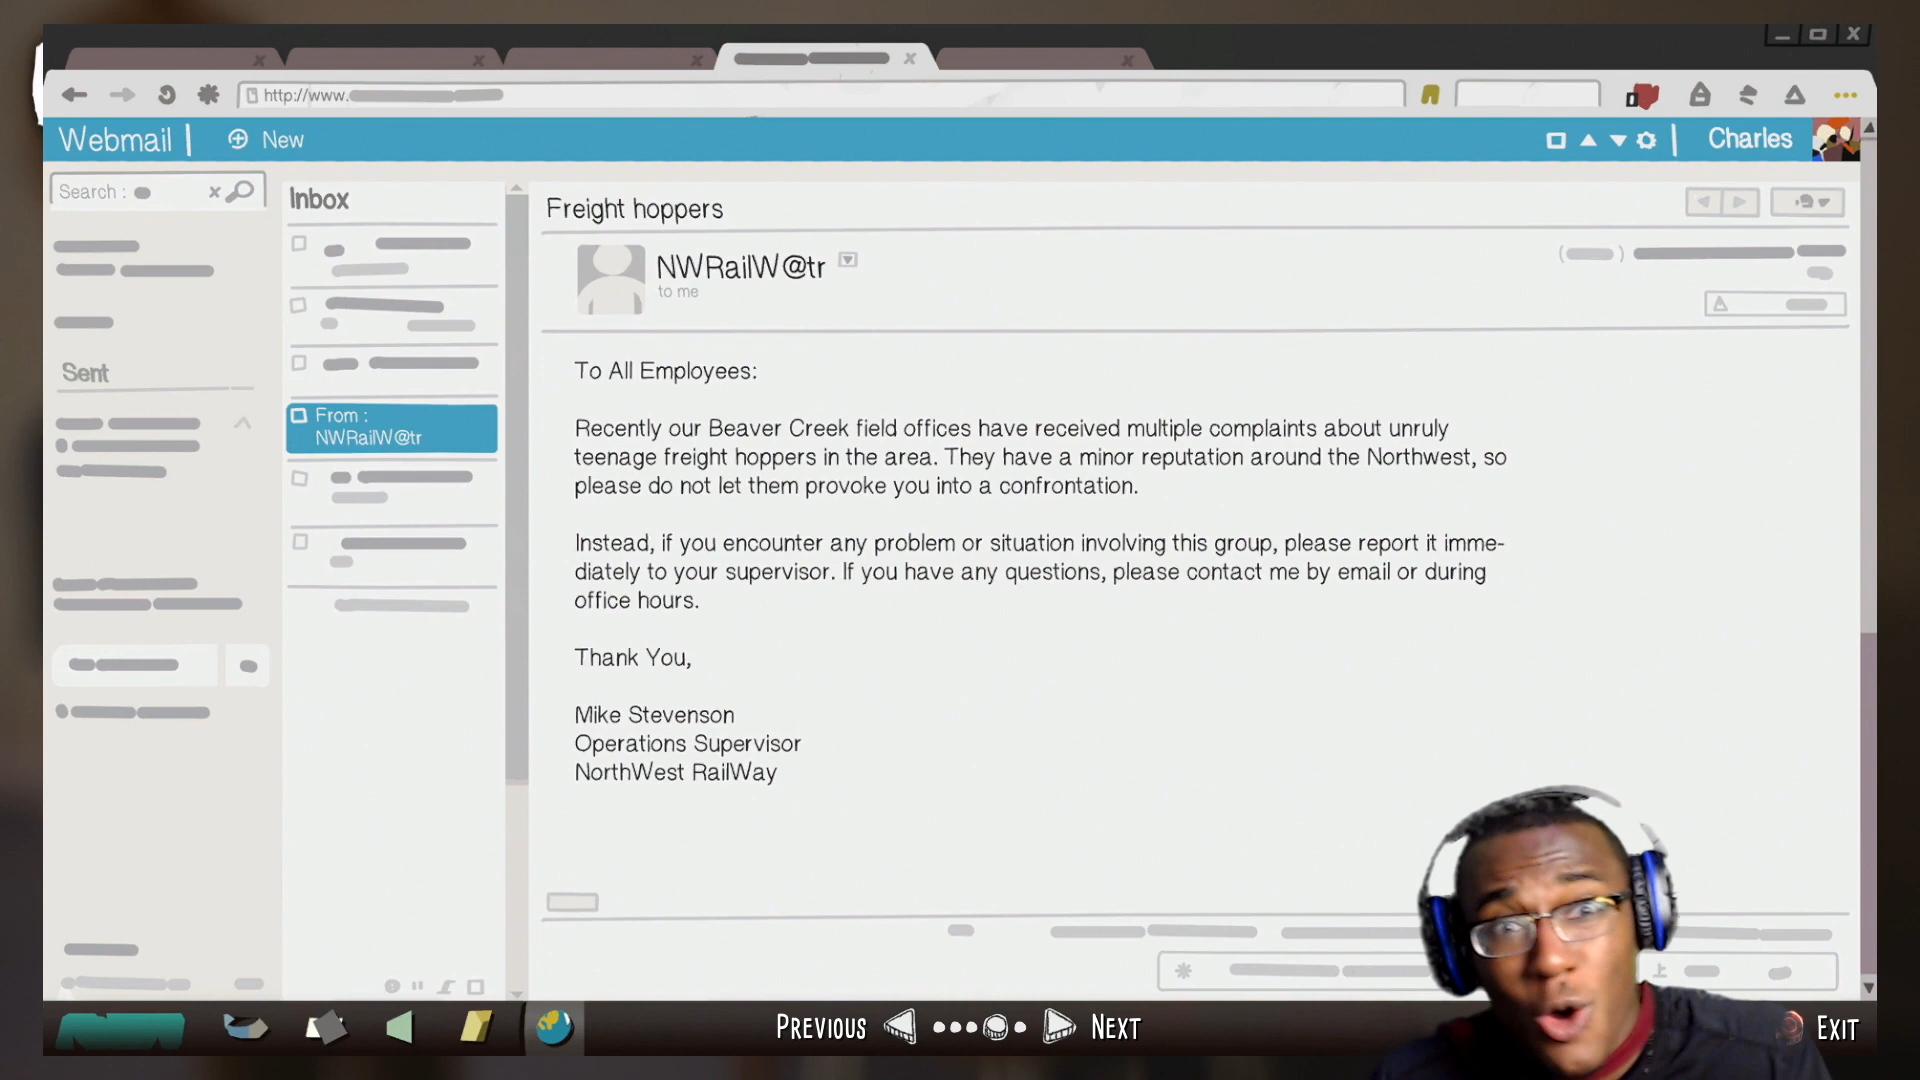 http://www.
Webmail
New
Charles
Search :
Inbox
Freight hoppers
NWRailW@tr
to me
Sent
From :
NWRailW@tr
To All Employees:
Recently our Beaver Creek field offices have received multiple complaints about unruly
teenage freight hoppers in the area. They have a minor reputation around the Northwest, so
please do not let them provoke you into a confrontation.
Instead, if you encounter any problem or situation involving this group, please report it imme-
diately to your supervisor. If you have any questions, please contact me by email or during
office hours.
Thank You,
Mike Stevenson
Operations Supervisor
NorthWest RailWay
Previous
Next
Exit